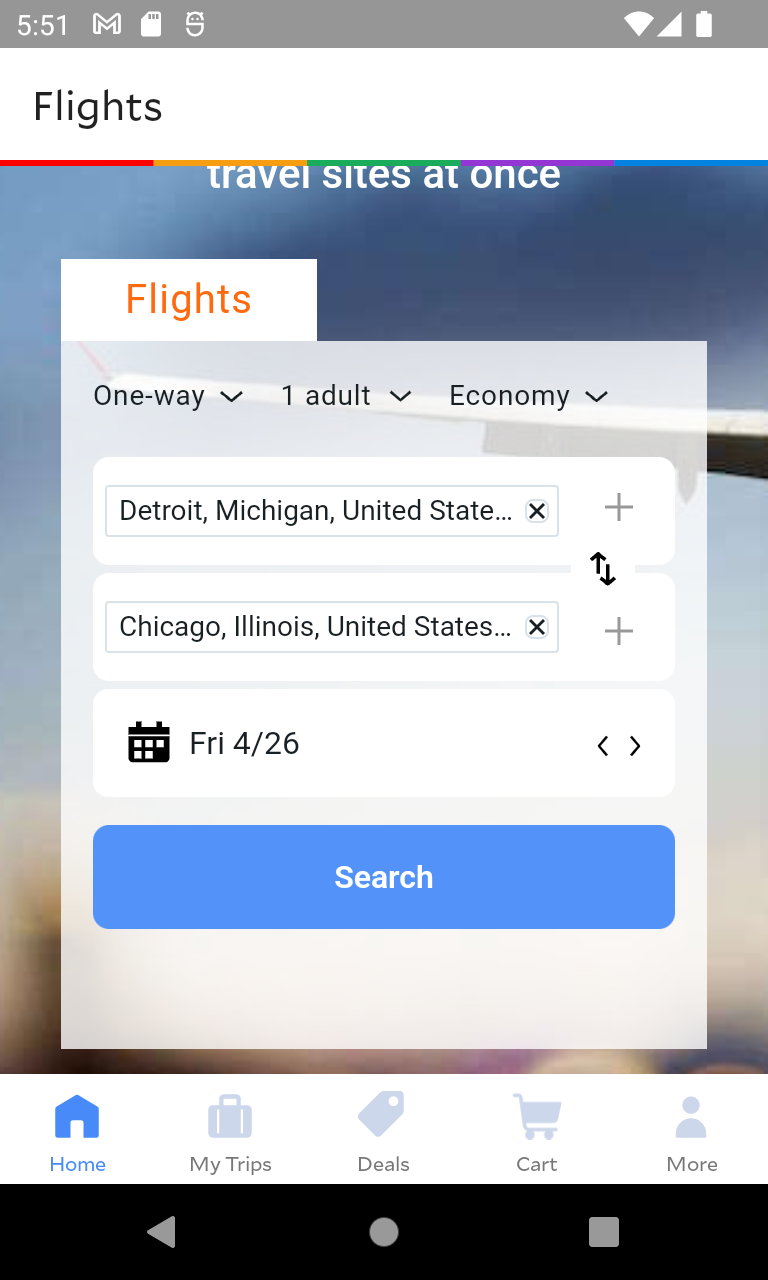 5:51
Flights
travel sites at once
Flights
One-way 1 adult Economy
Detroit, Michigan, United State...
Chicago, Illinois, United States...
Fri 4/26
Search
Home My Trips Deals Cart More